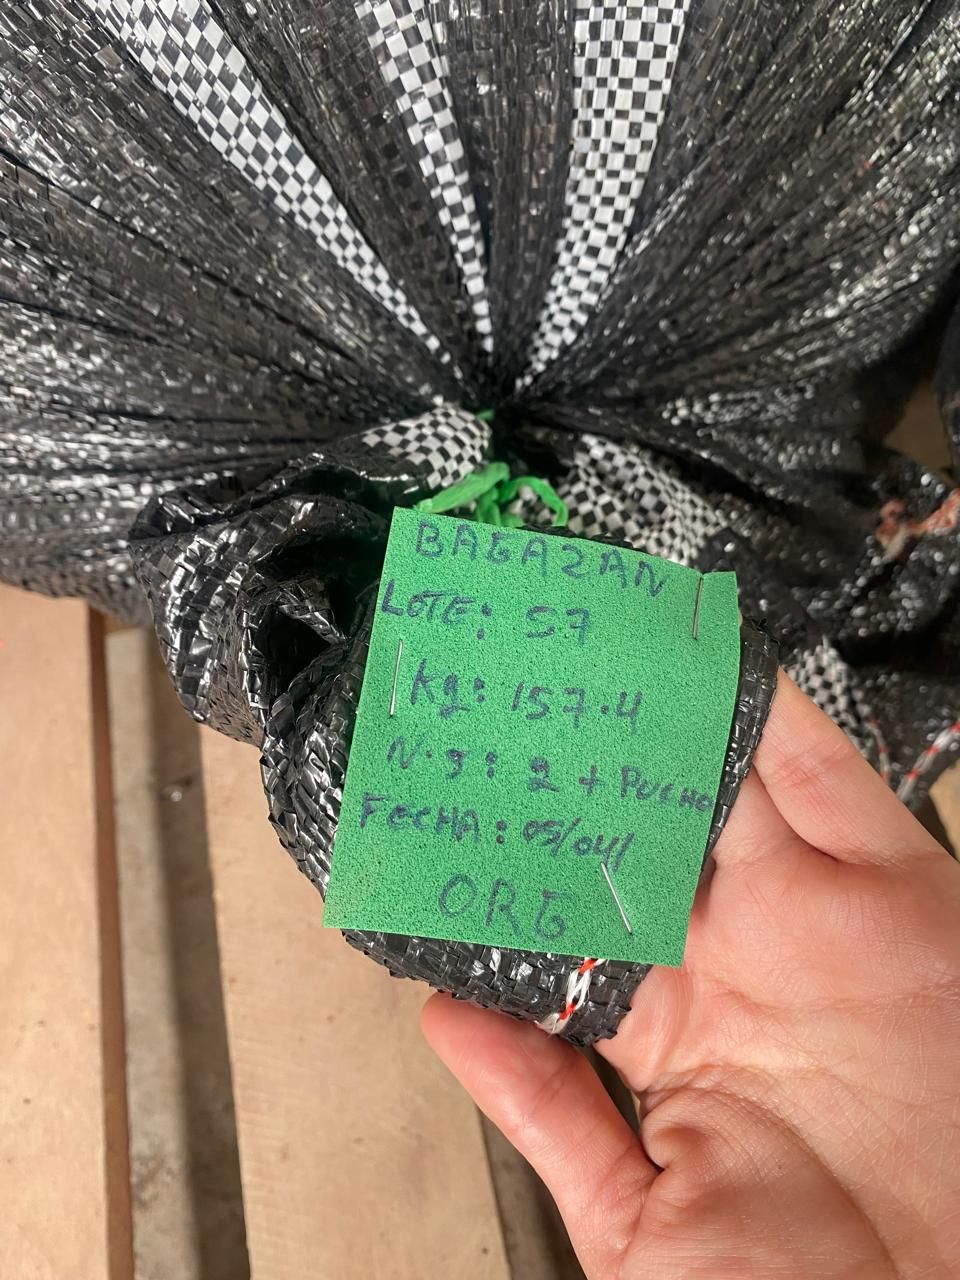 BAGAZAN
LOTE: 57
Kg: 157.4
N.S: 2 + PUCHO
FECHA: 05/04/
ORG